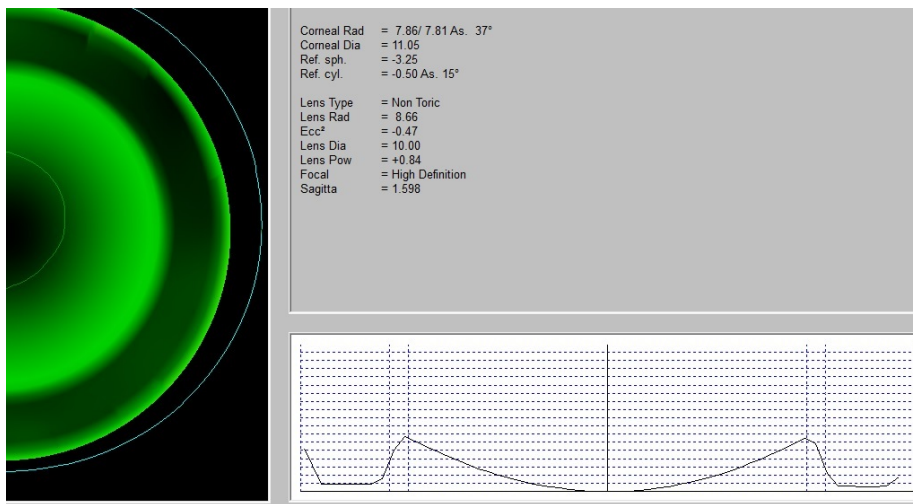 Corneal Rad = 7.86/ 7.81 As. 37°
Corneal Dia = 11.05
Ref. sph. = -3.25
Ref. cyl. = -0.50 As. 15°
Lens Type = Non Toric
Lens Rad = 8.66
Ecc² = -0.47
Lens Dia = 10.00
Lens Pow = +0.84
Focal = High Definition
Sagitta = 1.598